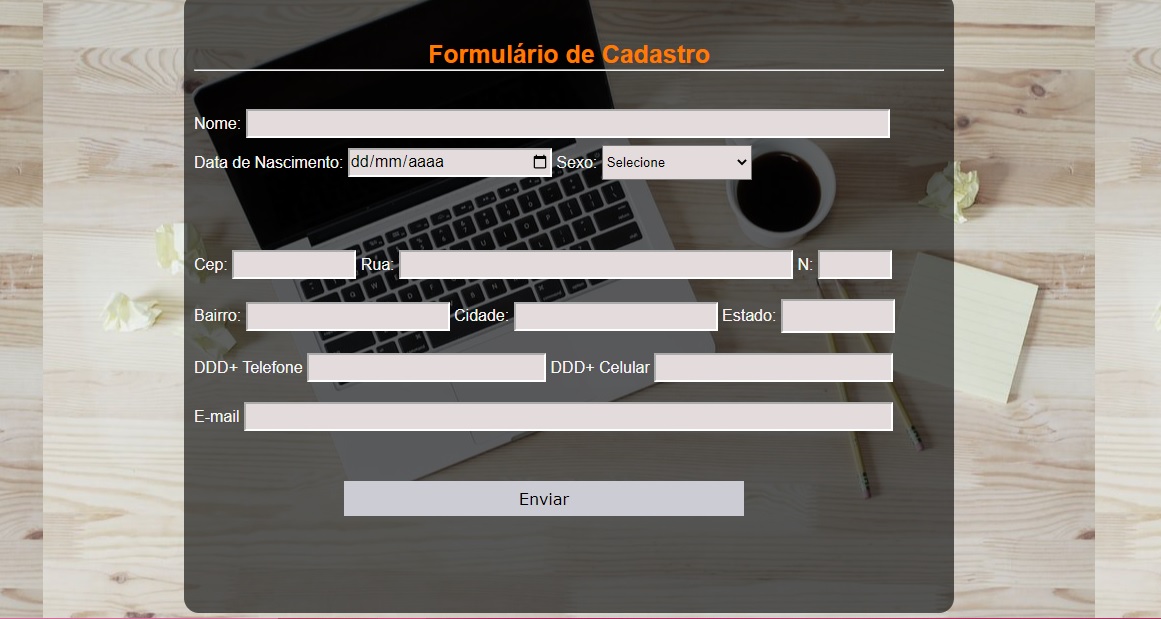 Formulário de Cadastro
Nome:
Data de Nascimento: dd/mm/aaaa Sexo: Selecione
Cep: Rua: N:
Bairro: Cidade: Estado:
DDD+ Telefone DDD+ Celular
E-mail
Enviar